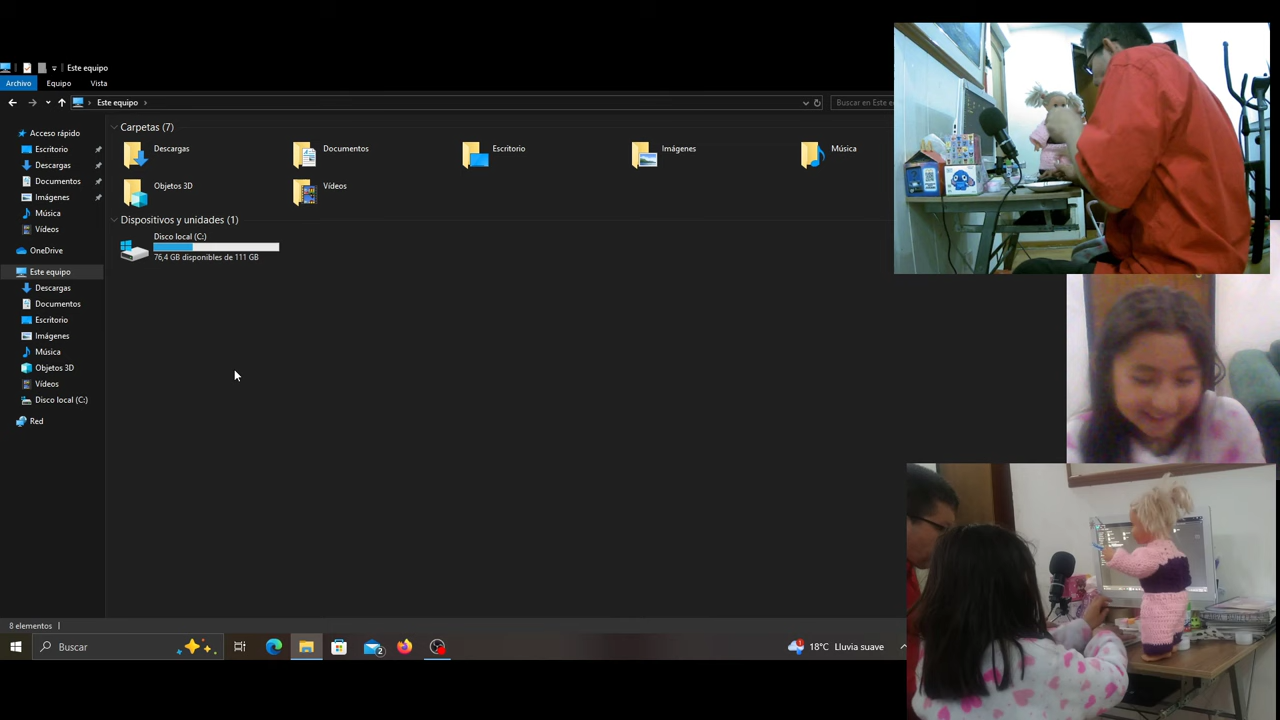 Este equipo
Archivo Equipo Vista
Este equipo
Buscar en Este e
Acceso rápido
Escritorio
Descargas
Documentos
Imágenes
Música
Vídeos
OneDrive
Este equipo
Descargas
Documentos
Escritorio
Imágenes
Música
Objetos 3D
Vídeos
Disco local (C:)
Red
Carpetas (7)
Descargas Documentos Escritorio Imágenes Música
Objetos 3D Vídeos
Dispositivos y unidades (1)
Disco local (C:)
76,4 GB disponibles de 111 GB
8 elementos
Buscar
2
1
18°C Lluvia suave